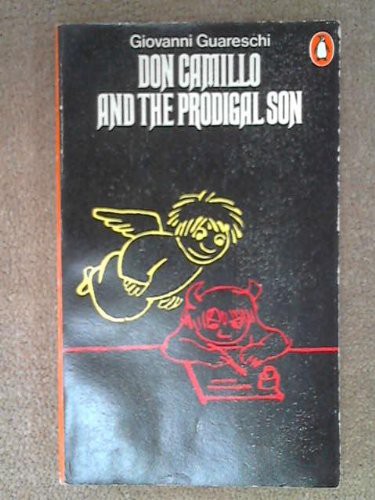 Giovanni Guareschi
DON CAMILLO
AND THE PRODIGAL SON